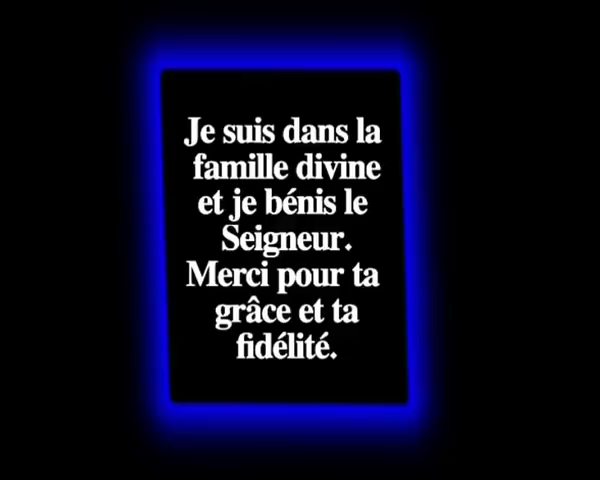 Je suis dans la
famille divine
et je bénis le
Seigneur.
Merci pour ta
grâce et ta
fidélité.